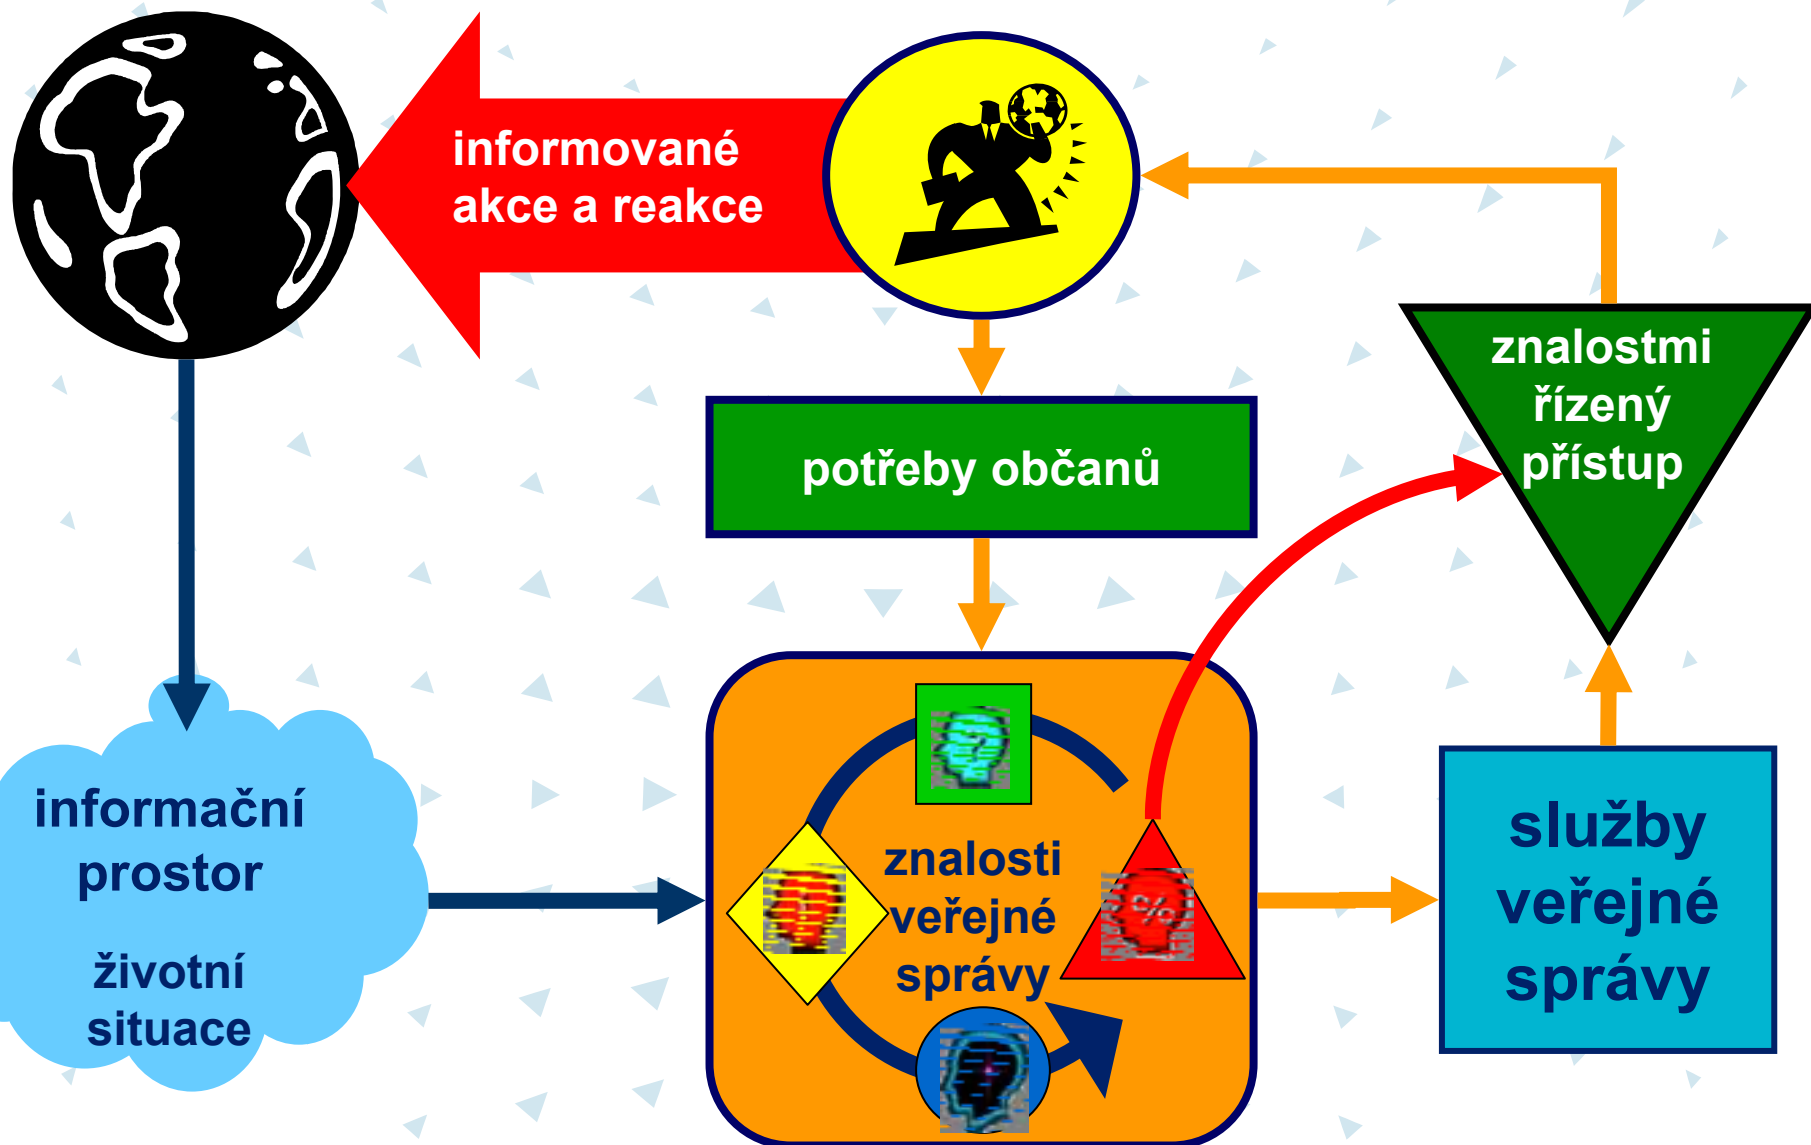 informované
akce a reakce
znalostmi
řízený
přístup
potřeby občanů
informační
prostor
životní
situace
znalosti
veřejné
správy
%
služby
veřejné
správy